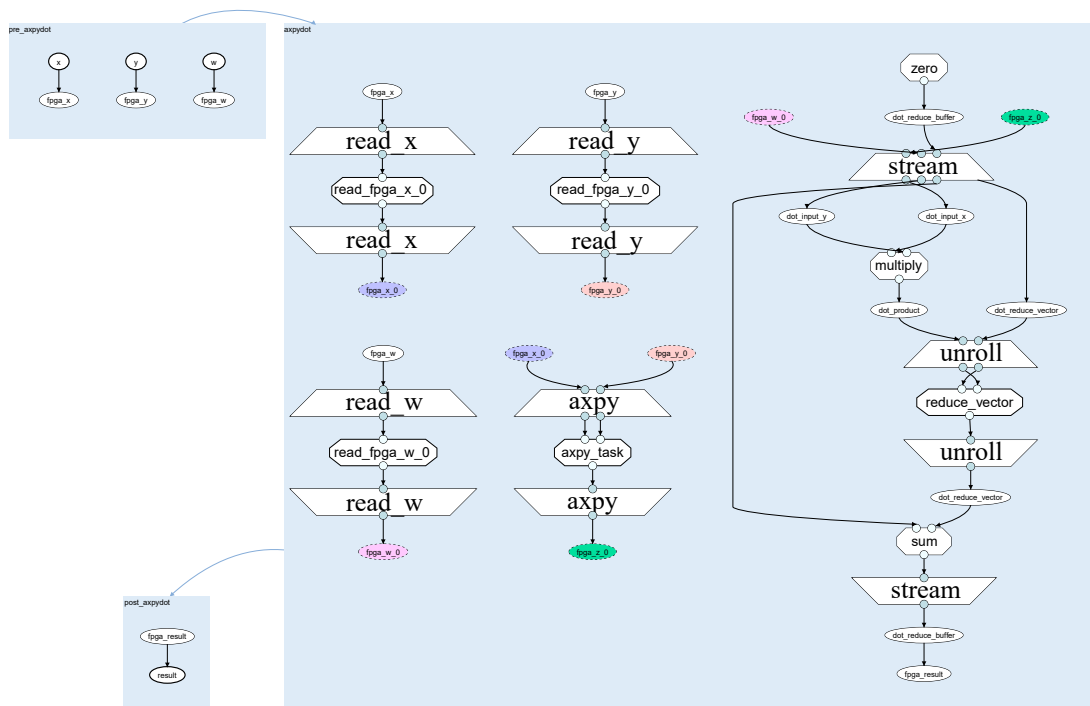 pre_axpydot
x
y
w
fpga_x
fpga_y
fpga_w
axpydot
fpga_x
read_x
read_fpga_x_0
read_x
fpga_x_0
fpga_y
read_y
read_fpga_y_0
read_y
fpga_y_0
fpga_w
read_w
read_fpga_w_0
read_w
fpga_w_0
fpga_x_0
fpga_y_0
axpy
axpy_task
axpy
fpga_z_0
zero
fpga_w_0
dot_reduce_buffer
fpga_z_0
stream
dot_input_y
dot_input_x
multiply
dot_product
dot_reduce_vector
unroll
reduce_vector
unroll
dot_reduce_vector
sum
stream
dot_reduce_buffer
fpga_result
post_axpydot
fpga_result
result